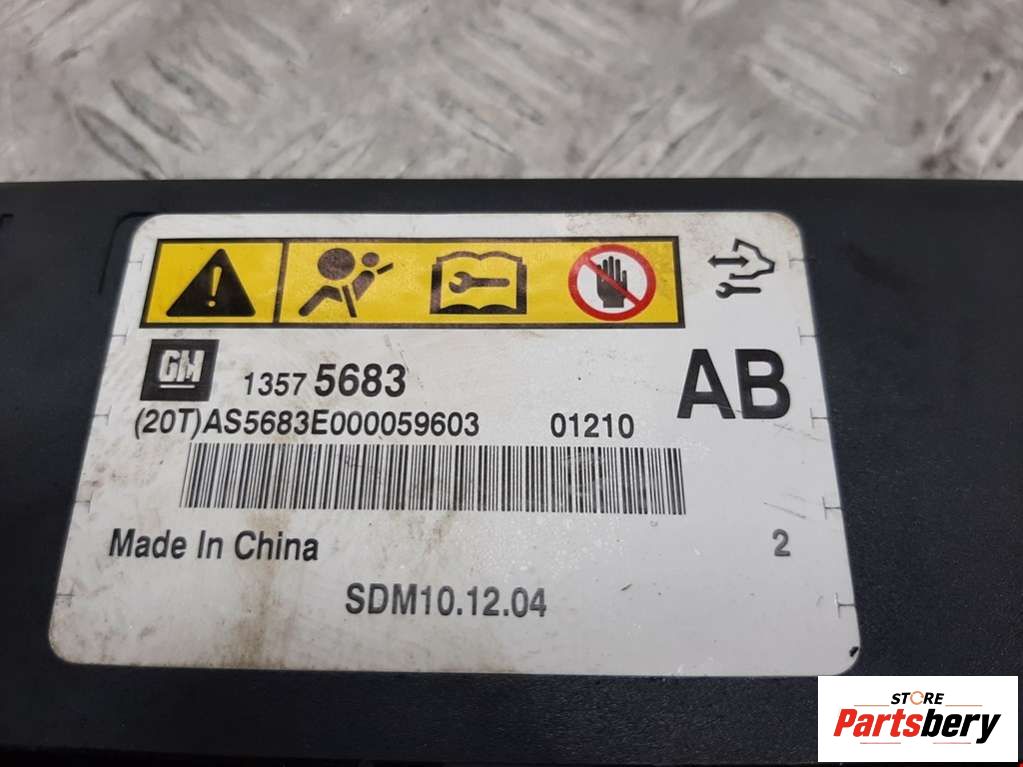 GM 1357 5683 AB
(20T)AS5683E000059603 01210
Made In China 2
SDM10.12.04
STORE
Partsbery